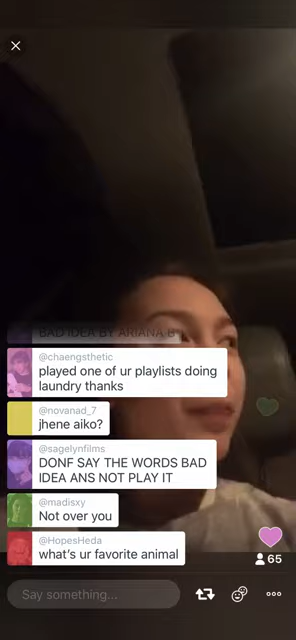 BAD IDEA BY ARIANA B
@chaengsthetic
played one of ur playlists doing
laundry thanks
@novanad_7
jhene aiko?
@sagelynfilms
DONF SAY THE WORDS BAD
IDEA ANS NOT PLAY IT
@madisxy
Not over you
@HopesHeda
what's ur favorite animal
65
Say something...